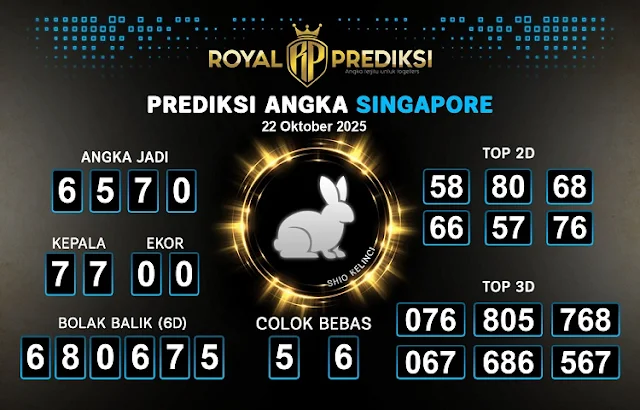 ROYAL RP PREDIKSI
Angka rejitu untuk togelers
PREDIKSI ANGKA SINGAPORE
22 Oktober 2025
ANGKA JADI
6 5 7 0
KEPALA EKOR
7 7 0 0
BOLAK BALIK (6D)
6 8 0 6 7 5
SHIO KELINCI
COLOK BEBAS
5 6
TOP 2D
58 80 68
66 57 76
TOP 3D
076 805 768
067 686 567